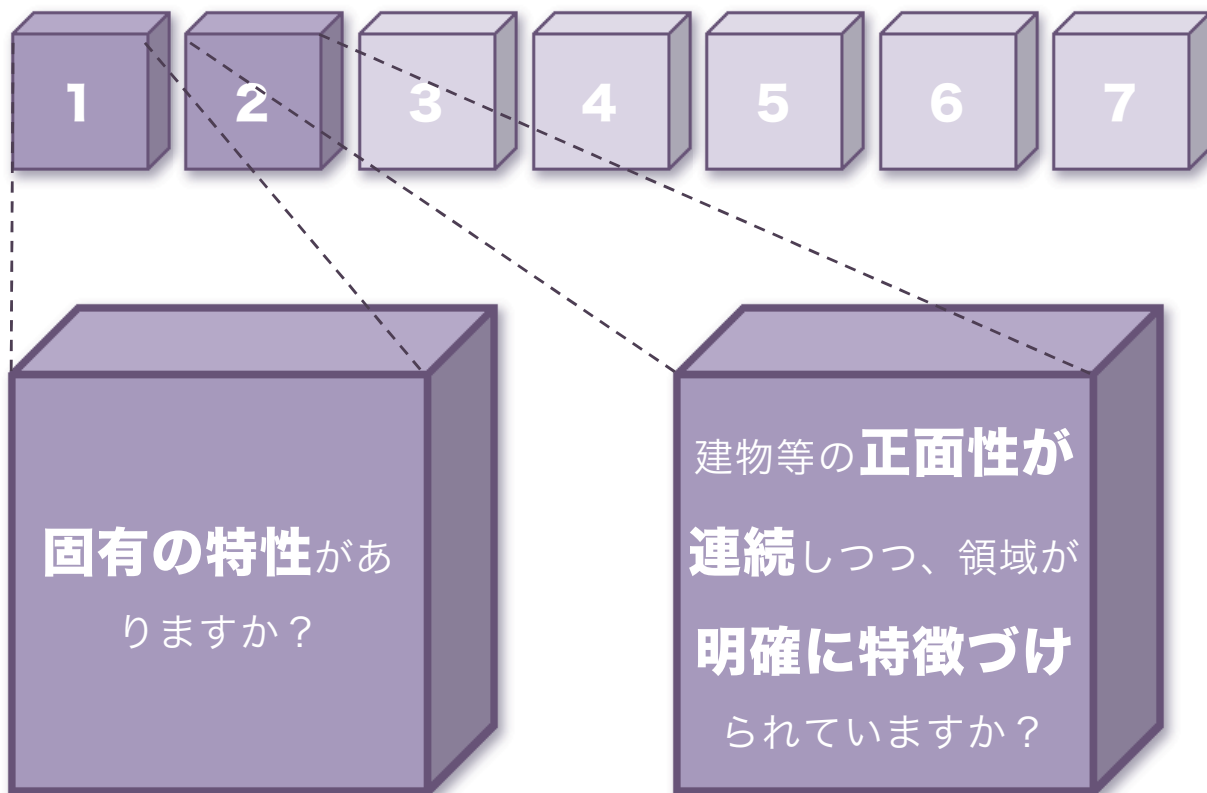 1 2 3 4 5 6 7
固有の特性があ
りますか？
建物等の正面性が
連続しつつ、領域が
明確に特徴づけ
られていますか？